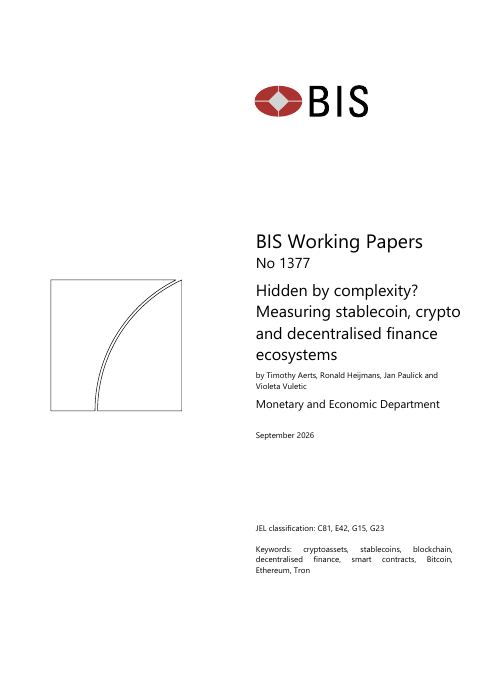 BIS
BIS Working Papers
No 1377
Hidden by complexity?
Measuring stablecoin, crypto
and decentralised finance
ecosystems
by Timothy Aerts, Ronald Heijmans, Jan Paulick and
Violeta Vuletic
Monetary and Economic Department
September 2026
JEL classification: C81, E42, G15, G23
Keywords: cryptoassets, stablecoins, blockchain,
decentralised finance, smart contracts, Bitcoin,
Ethereum, Tron